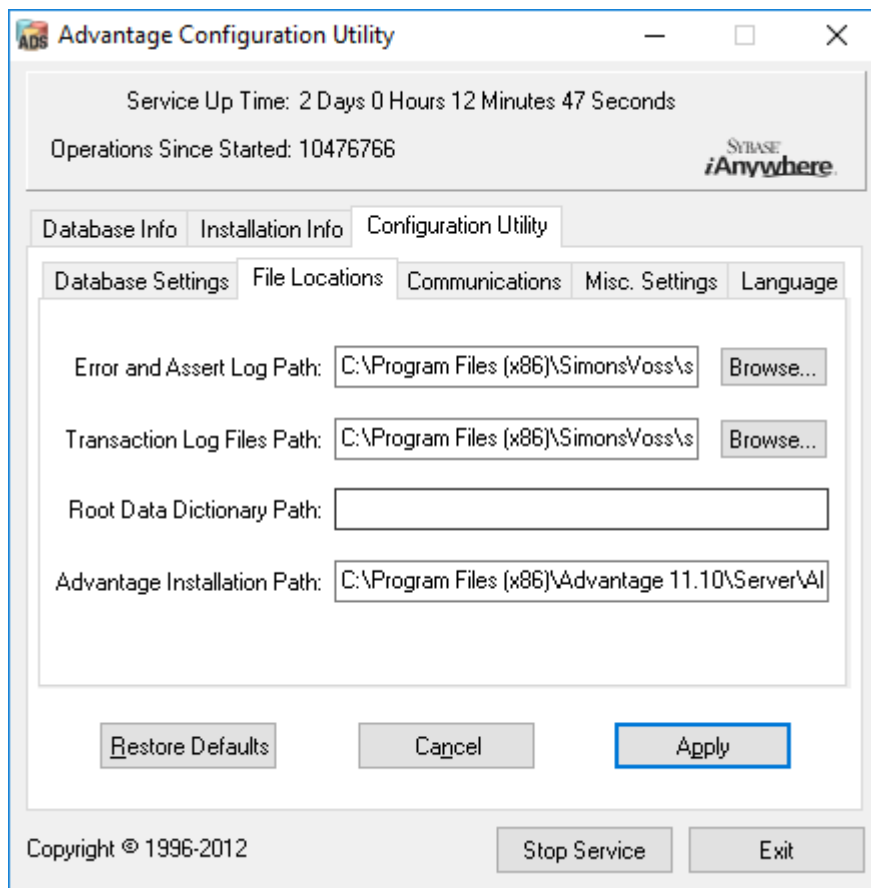 ADS Advantage Configuration Utility
Service Up Time: 2 Days 0 Hours 12 Minutes 47 Seconds
Operations Since Started: 10476766
SYBASE
iAnywhere.
Database Info Installation Info Configuration Utility
Database Settings File Locations Communications Misc. Settings Language
Error and Assert Log Path: C:\Program Files (x86)\SimonsVoss\s Browse...
Transaction Log Files Path: C:\Program Files (x86)\SimonsVoss\s Browse...
Root Data Dictionary Path:
Advantage Installation Path: C:\Program Files (x86)\Advantage 11.10\Server\Al
Restore Defaults Cancel Apply
Copyright © 1996-2012 Stop Service Exit